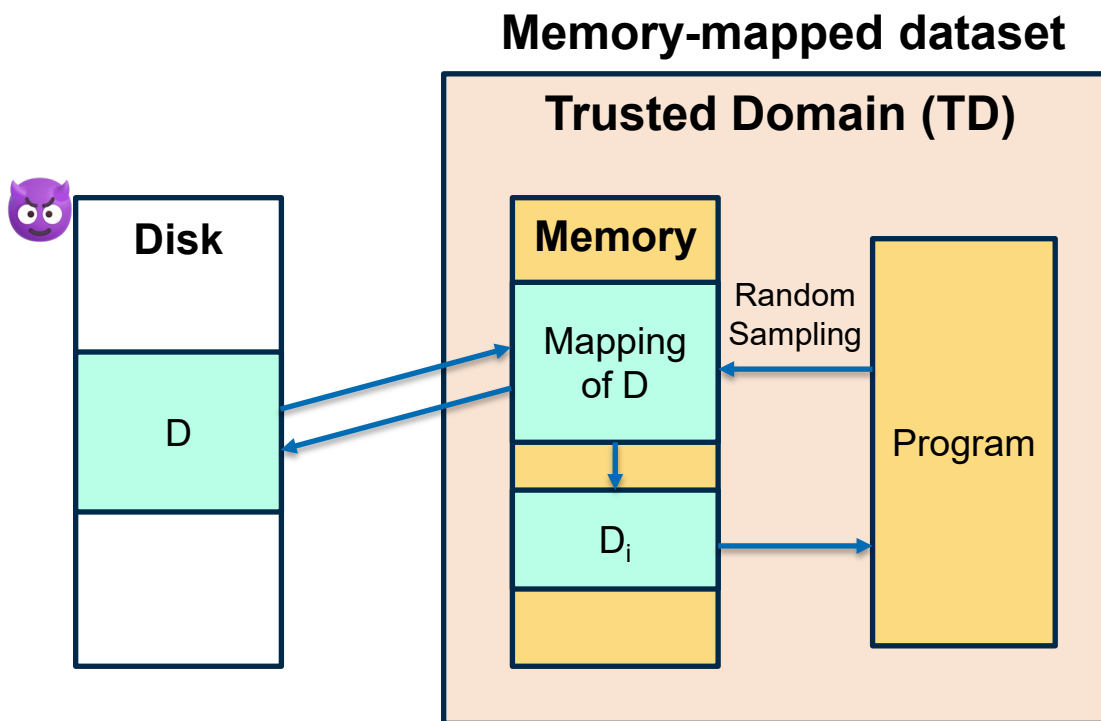 Memory-mapped dataset
Trusted Domain (TD)
Disk
D
Memory
Mapping
of D
Di
Random
Sampling
Program